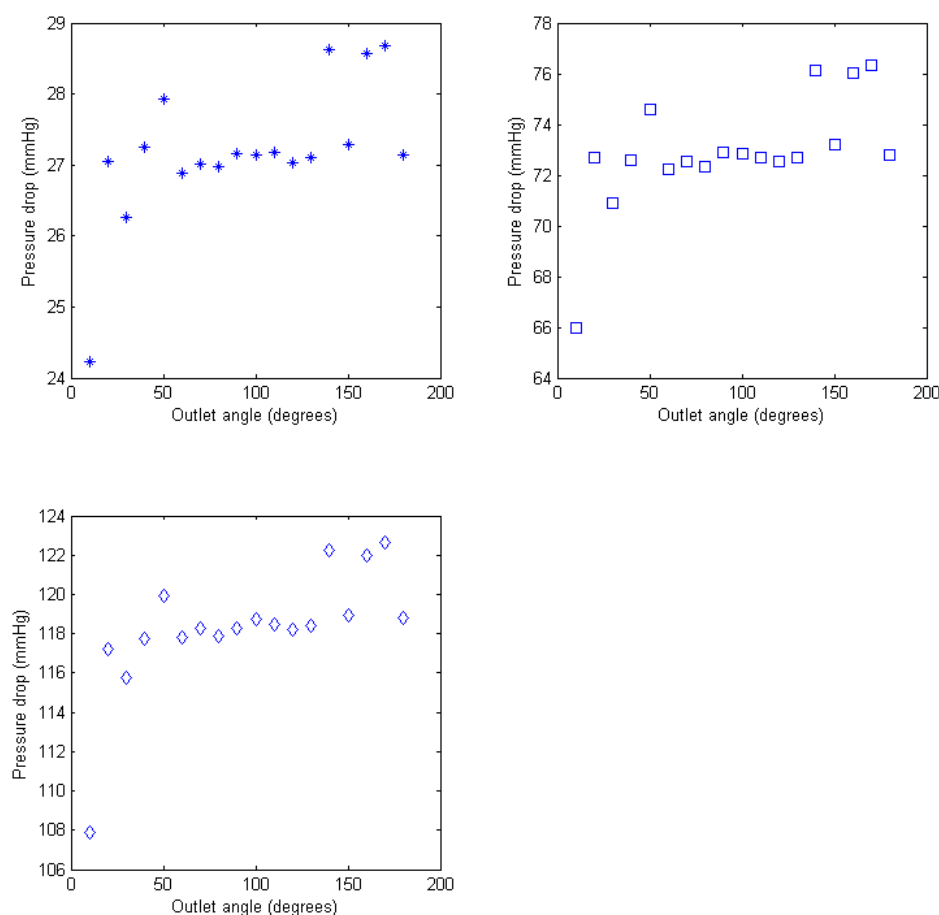 29
28
27
26
25
24
Pressure drop (mmHg)
0 50 100 150 200
Outlet angle (degrees)
78
76
74
72
70
68
66
64
Pressure drop (mmHg)
0 50 100 150 200
Outlet angle (degrees)
124
122
120
118
116
114
112
110
108
106
Pressure drop (mmHg)
0 50 100 150 200
Outlet angle (degrees)